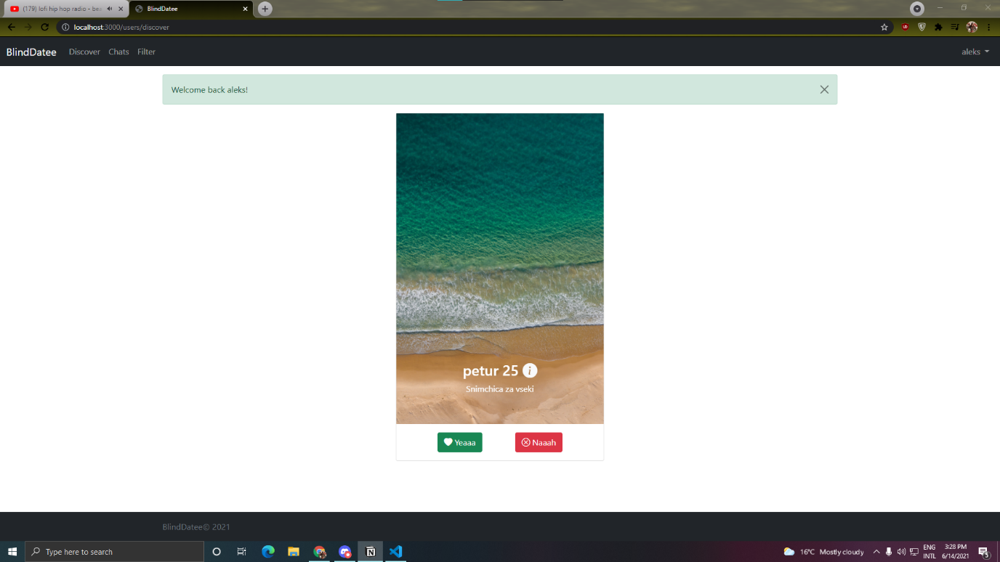 (179) lofi hip hop radio - bea
BlindDatee
localhost:3000/users/discover
BlindDatee Discover Chats Filter aleks
Welcome back aleks!
petur 25
Snimchica za vseki
Yeaaa Naaah
BlindDatee© 2021
Type here to search
16°C Mostly cloudy
ENG
INTL
3:28 PM
6/14/2021
5